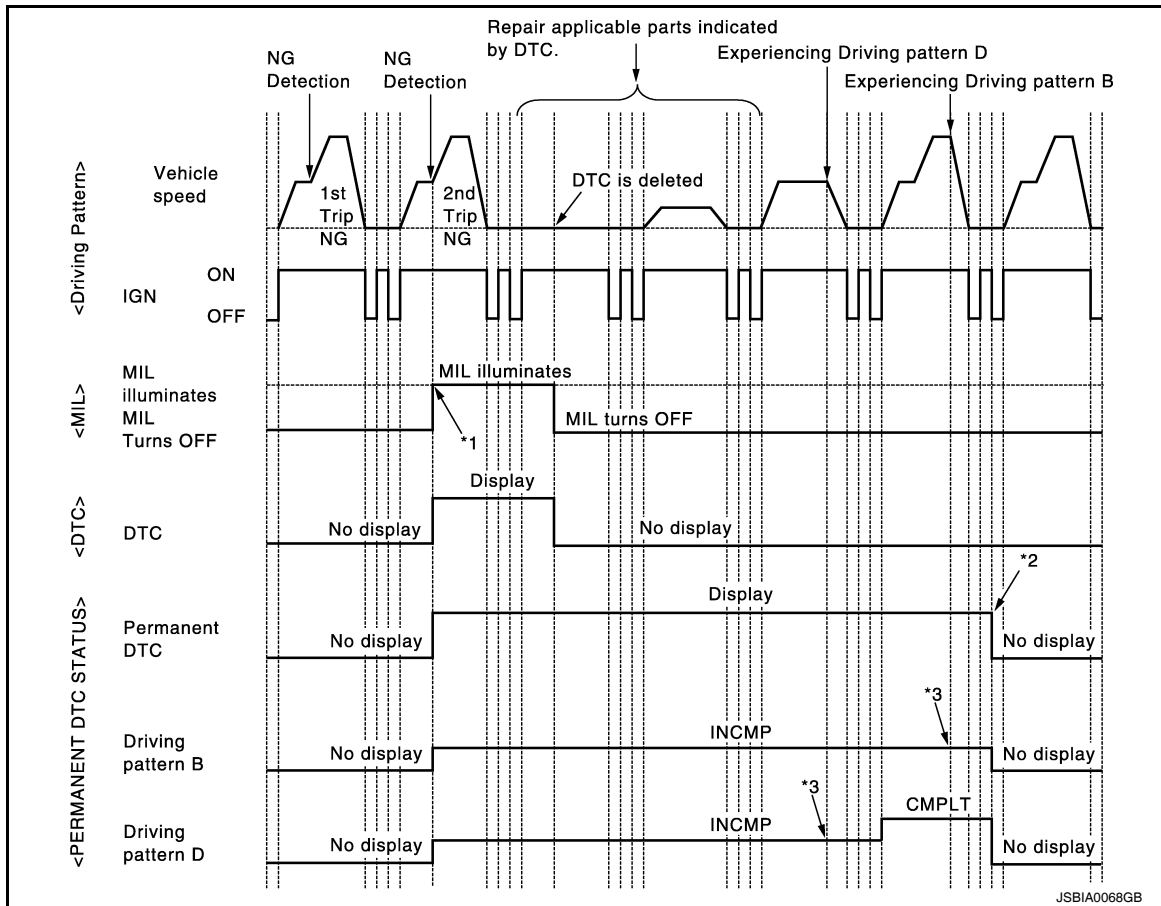 Repair applicable parts indicated
by DTC.
Experiencing Driving pattern D
NG
Detection
NG
Detection
Experiencing Driving pattern B
Vehicle
speed
1st
Trip
NG
2nd
Trip
NG
DTC is deleted
<Driving Pattern>
IGN
ON
OFF
MIL
illuminates
MIL
Turns OFF
<MIL>
MIL illuminates
*1
MIL turns OFF
<DTC>
DTC
No display
Display
No display
*2
<PERMANENT DTC STATUS>
Permanent
DTC
No display
Display
No display
*3
Driving
pattern B
No display
INCMP
No display
*3
Driving
pattern D
No display
INCMP
CMPLT
No display
JSBIA0068GB